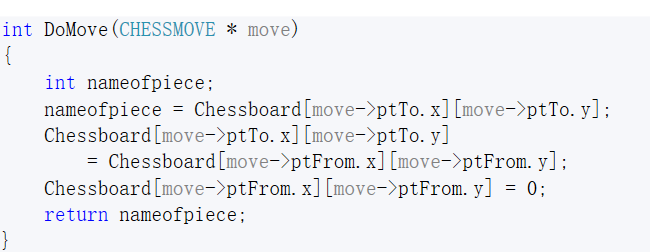 int DoMove(CHESSMOVE * move)
{
    int nameofpiece;
    nameofpiece = Chessboard[move->ptTo.x][move->ptTo.y];
    Chessboard[move->ptTo.x][move->ptTo.y]
        = Chessboard[move->ptFrom.x][move->ptFrom.y];
    Chessboard[move->ptFrom.x][move->ptFrom.y] = 0;
    return nameofpiece;
}